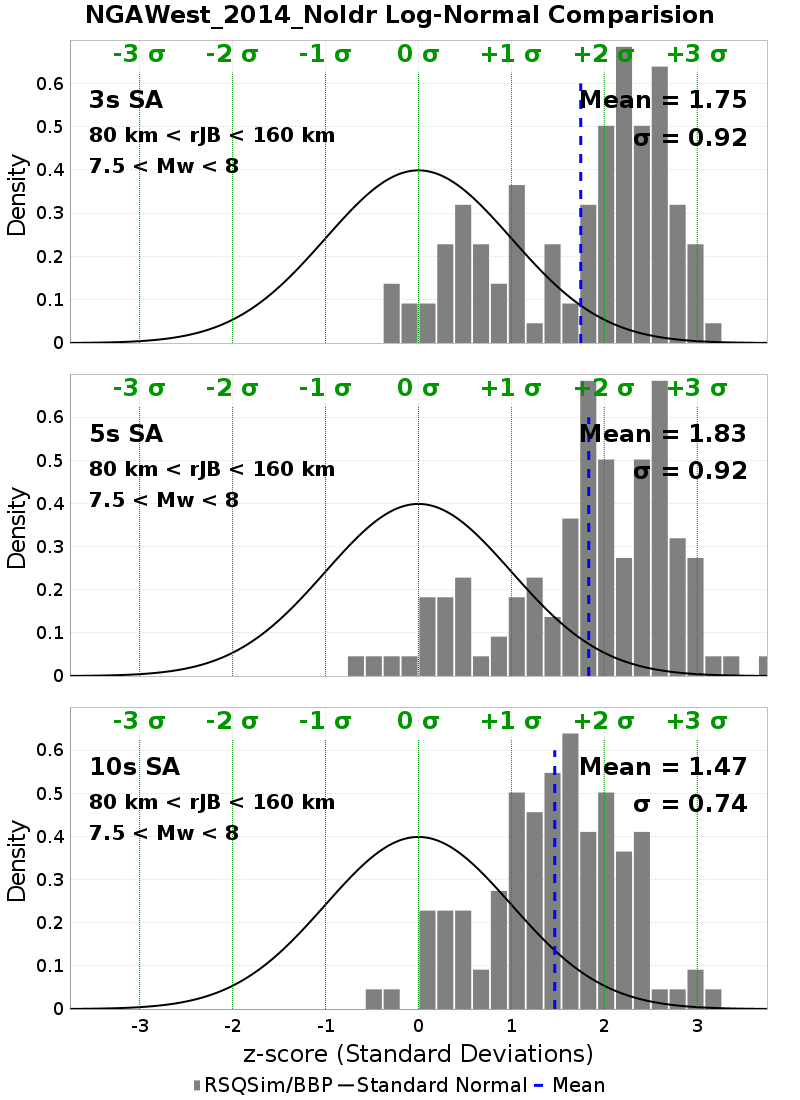 NGAWest_2014_NoIdr Log-Normal Comparision
-3 σ -2 σ -1 σ 0 σ +1 σ +2 σ +3 σ
3s SA
Mean = 1.75
80 km < rJB < 160 km
σ = 0.92
7.5 < Mw < 8
Density
0.6
0.5
0.4
0.3
0.2
0.1
0
-3 σ -2 σ -1 σ 0 σ +1 σ +2 σ +3 σ
5s SA
Mean = 1.83
80 km < rJB < 160 km
σ = 0.92
7.5 < Mw < 8
Density
0.6
0.5
0.4
0.3
0.2
0.1
0
-3 σ -2 σ -1 σ 0 σ +1 σ +2 σ +3 σ
10s SA
Mean = 1.47
80 km < rJB < 160 km
σ = 0.74
7.5 < Mw < 8
Density
0.6
0.5
0.4
0.3
0.2
0.1
0
-3 -2 -1 0 1 2 3
z-score (Standard Deviations)
RSQSim/BBP Standard Normal Mean